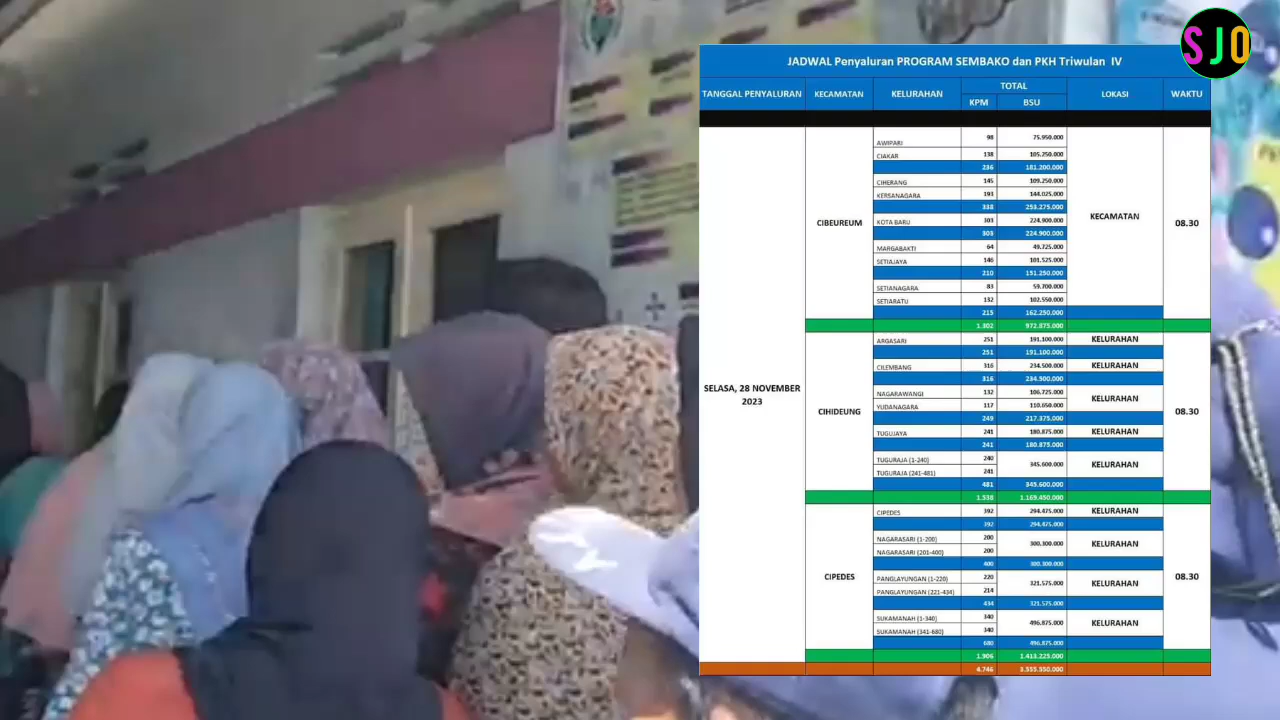 SJO
JADWAL Penyaluran PROGRAM SEMBAKO dan PKH Triwulan IV
TANGGAL PENYALURAN KECAMATAN KELURAHAN TOTAL LOKASI WAKTU
KPM BSU
AWIPARI 98 75.950.000
CIAKAR 138 105.250.000
236 181.200.000
CIHERANG 145 109.250.000
KERSANAGARA 193 144.025.000
338 253.275.000
CIBEUREUM KOTA BARU 303 224.900.000 KECAMATAN 08.30
303 224.900.000
MARGABAKTI 64 49.725.000
SETIAJAYA 146 101.525.000
210 151.250.000
SETIANAGARA 83 59.700.000
SETIARATU 132 102.550.000
215 162.250.000
1.302 972.875.000
ARGASARI 251 191.100.000 KELURAHAN
251 191.100.000
CILEMBANG 316 234.500.000 KELURAHAN
316 234.500.000
SELASA, 28 NOVEMBER
2023
NAGARAWANGI 132 106.725.000 KELURAHAN
YUDANAGARA 117 110.650.000
CIHIDEUNG 08.30
249 217.375.000
TUGUJAYA 241 180.875.000 KELURAHAN
241 180.875.000
TUGURAJA (1-240) 240 345.600.000 KELURAHAN
TUGURAJA (241-481) 241
481 345.600.000
1.538 1.169.450.000
CIPEDES 392 294.475.000 KELURAHAN
392 294.475.000
NAGARASARI (1-200) 200 300.300.000 KELURAHAN
NAGARASARI (201-400) 200
400 300.300.000
CIPEDES 08.30
PANGLAYUNGAN (1-220) 220 321.575.000 KELURAHAN
PANGLAYUNGAN (221-434) 214
434 321.575.000
SUKAMANAH (1-340) 340 496.875.000 KELURAHAN
SUKAMANAH (341-680) 340
680 496.875.000
1.906 1.413.225.000
4.746 3.555.550.000